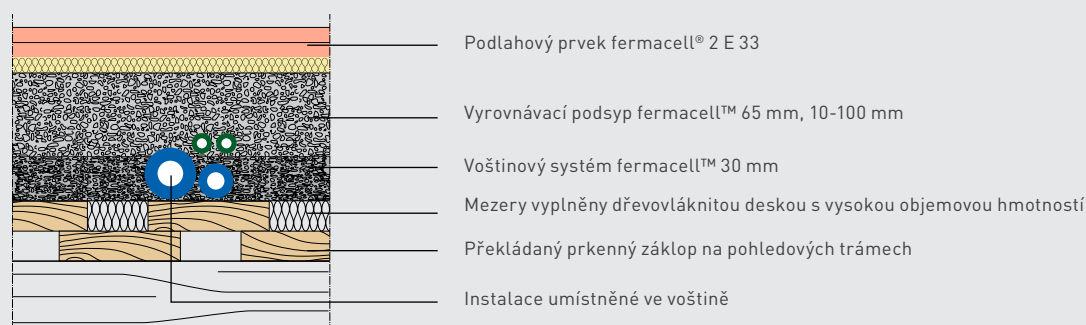 Podlahový prvek fermacell® 2 E 33
Vyrovnávací podsyp fermacell™ 65 mm, 10-100 mm
Voštinový systém fermacell™ 30 mm
Mezery vyplněny dřevovláknitou deskou s vysokou objemovou hmotností
Překládaný prkenný záklop na pohledových trámech
Instalace umístněné ve voštině